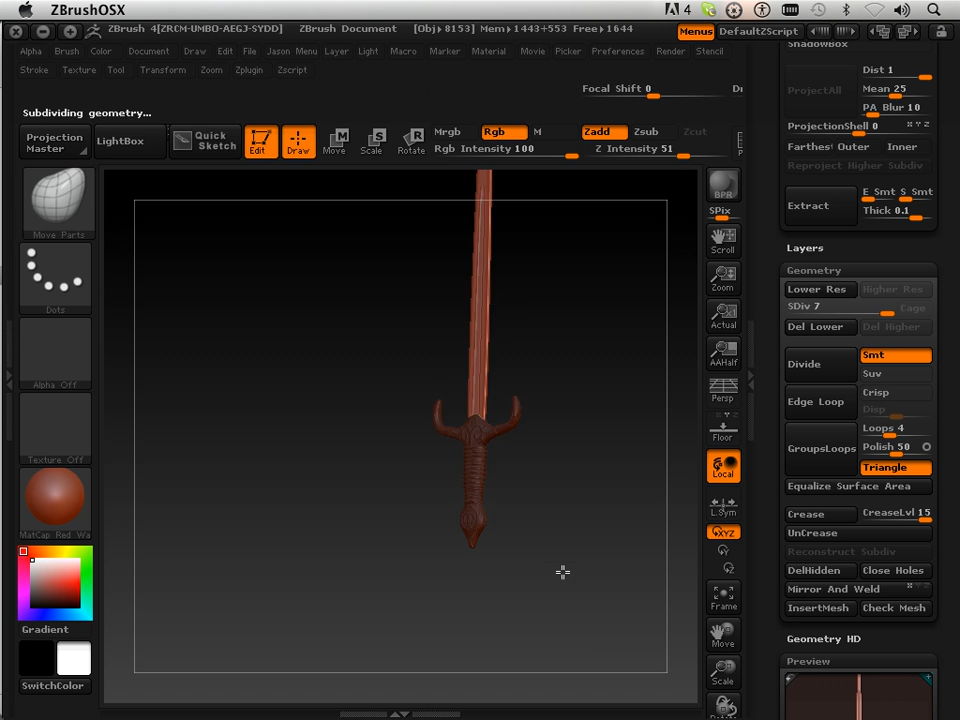 ZBrushOSX
4
ZBrush 4[ZRCM-UMBO-AEGJ-SYDD] ZBrush Document [Obj▸8153] Mem▸1443+553 Free▸1644 Menus DefaultZScript
Alpha Brush Color Document Draw Edit File Jason Menu Layer Light Macro Marker Material Movie Picker Preferences Render Stencil
Stroke Texture Tool Transform Zoom Zplugin Zscript
Focal Shift 0 Dr
Subdividing geometry...
Projection Master
LightBox
Quick Sketch
Edit Draw Move Scale Rotate
Mrgb Rgb M Zadd Zsub Zcut
Rgb Intensity 100 Z Intensity 51
Move Parts
Dots
Alpha Off
Texture Off
MatCap Red Wa
Gradient
SwitchColor
BPR
SPix
Scroll
Zoom
Actual
AAHalf
Persp
Floor
Local
L.Sym
XYZ
Frame
Move
Scale
ShadowBox
ProjectAll
Dist 1
Mean 25
PA Blur 10
ProjectionShell 0
Farthes Outer Inner
Reproject Higher Subdiv
Extract
E Smt S Smt
Thick 0.1
Layers
Geometry
Lower Res Higher Res
SDiv 7 Cage
Del Lower Del Higher
Divide
Smt
Suv
Edge Loop
Crisp
Disp
GroupsLoops
Loops 4
Polish 50
Triangle
Equalize Surface Area
Crease CreaseLvl 15
UnCrease
Reconstruct Subdiv
DelHidden Close Holes
Mirror And Weld
InsertMesh Check Mesh
Geometry HD
Preview